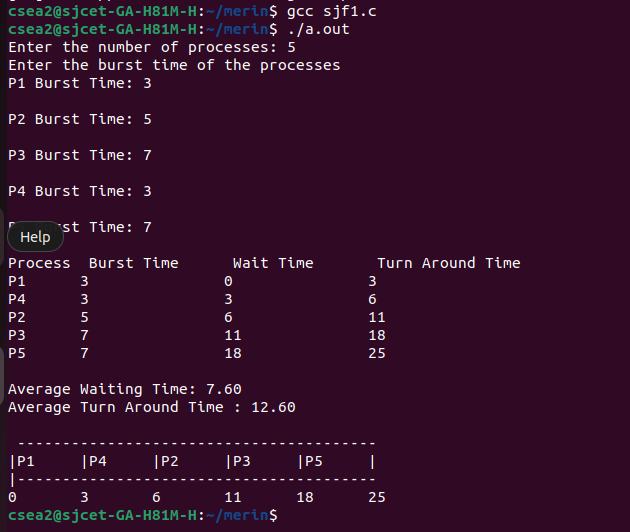 csea2@sjcet-GA-H81M-H:~/merin$ gcc sjf1.c
csea2@sjcet-GA-H81M-H:~/merin$ ./a.out
Enter the number of processes: 5
Enter the burst time of the processes
P1 Burst Time: 3
P2 Burst Time: 5
P3 Burst Time: 7
P4 Burst Time: 3
st Time: 7
Help
Process  Burst Time      Wait Time       Turn Around Time
P1      3               0               3
P4      3               3               6
P2      5               6               11
P3      7               11              18
P5      7               18              25
Average Waiting Time: 7.60
Average Turn Around Time : 12.60
-----------------------------------------
|P1     |P4     |P2     |P3     |P5     |
|----------------------------------------
0       3       6       11      18      25
csea2@sjcet-GA-H81M-H:~/merin$